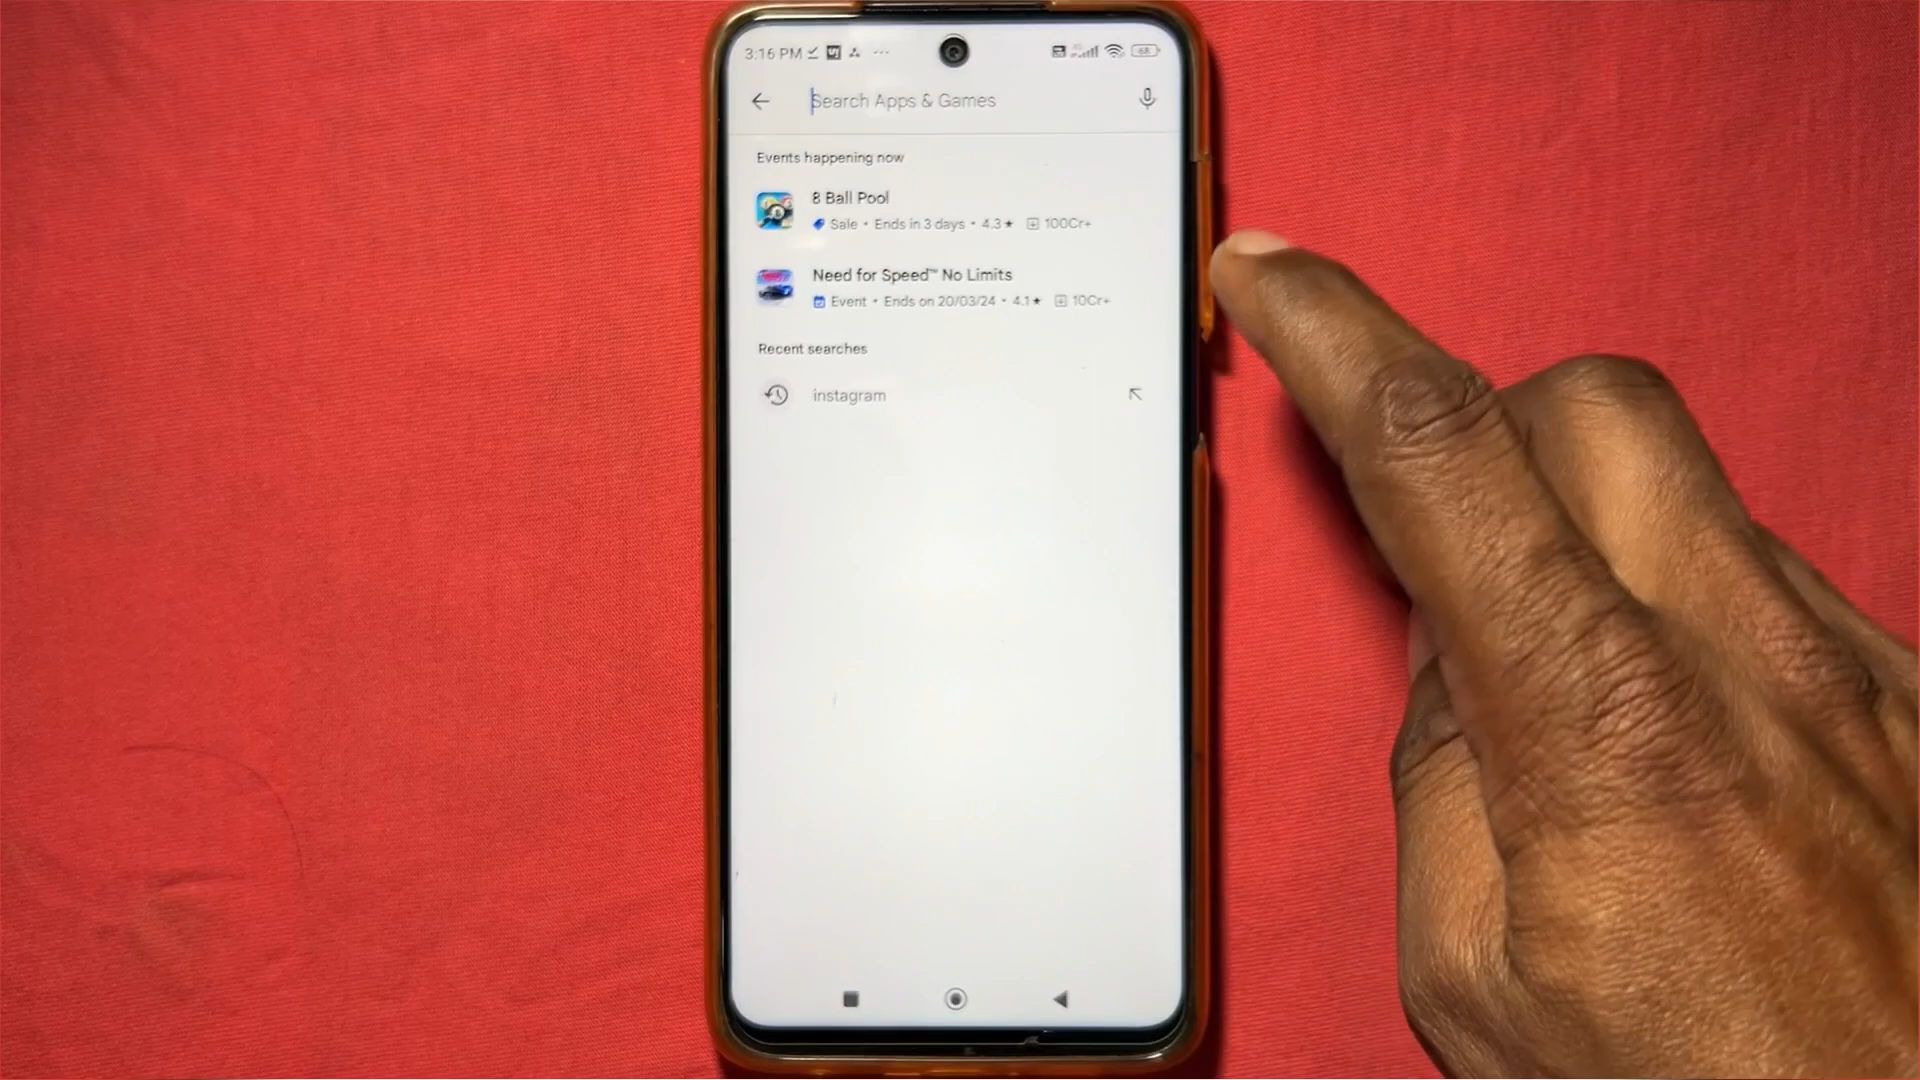 3:16 PM
Search Apps & Games
Events happening now
8 Ball Pool
Sale • Ends in 3 days • 4.3★ 100Cr+
Need for Speed™ No Limits
Event • Ends on 20/03/24 • 4.1★ 10Cr+
Recent searches
instagram